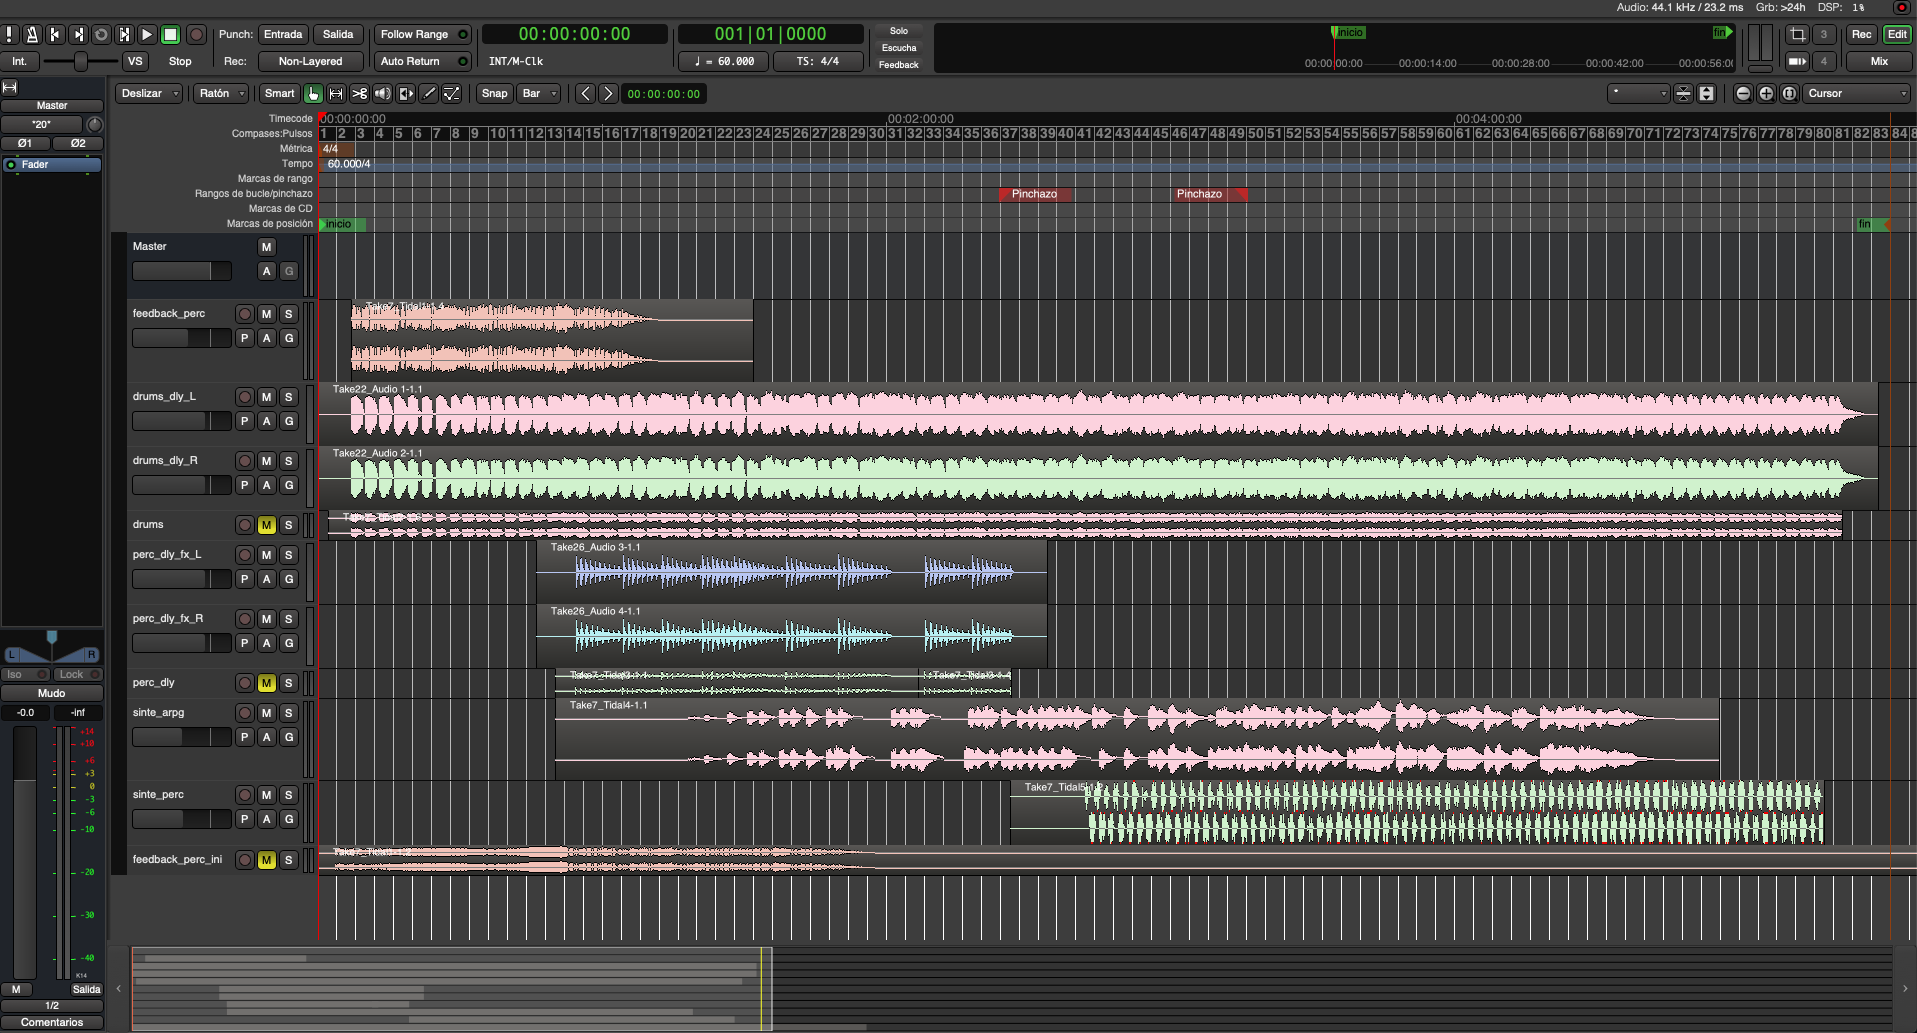 Audio: 44.1 kHz / 23.2 ms Grb: >24h DSP: 1%
Punch: Entrada Salida Follow Range 00:00:00:00 001|01|0000 Solo inicio fin 3 Rec Edit
Escucha
Int. VS Stop Rec: Non-Layered Auto Return INT/M-Clk ♩ = 60.000 TS: 4/4 Feedback 00:00:00:00 00:00:14:00 00:00:28:00 00:00:42:00 00:00:56:0 4 Mix
Deslizar Ratón Smart Snap Bar 00:00:00:00 * Cursor
Master
*20*
Ø1 Ø2
Fader
Timecode 00:00:00:00 00:02:00:00 00:04:00:00
Compases:Pulsos 1 2 3 4 5 6 7 8 9 10 11 12 13 14 15 16 17 18 19 20 21 22 23 24 25 26 27 28 29 30 31 32 33 34 35 36 37 38 39 40 41 42 43 44 45 46 47 48 49 50 51 52 53 54 55 56 57 58 59 60 61 62 63 64 65 66 67 68 69 70 71 72 73 74 75 76 77 78 79 80 81 82 83 84 8
Métrica 4/4
Tempo 60.000/4
Marcas de rango
Rangos de bucle/pinchazo Pinchazo Pinchazo
Marcas de CD
Marcas de posición inicio fin
Master M
A G
Take7_Tidal1-1.4
feedback_perc M S
P A G
Take22_Audio 1-1.1
drums_dly_L M S
P A G
Take22_Audio 2-1.1
drums_dly_R M S
P A G
drums M S
Take26_Audio 3-1.1
perc_dly_fx_L M S
P A G
Take26_Audio 4-1.1
perc_dly_fx_R M S
P A G
Take7_Tidal3-1.1 Take7_Tidal3-1.4
perc_dly M S
Take7_Tidal4-1.1
sinte_arpg M S
P A G
Take7_Tidal5-1.2
sinte_perc M S
P A G
feedback_perc_ini M S
L R
Iso Lock
Mudo
-0.0 -inf
+14
+10
+6
+3
0
-3
-6
-10
-20
-30
-40
K14
M Salida
1/2
Comentarios